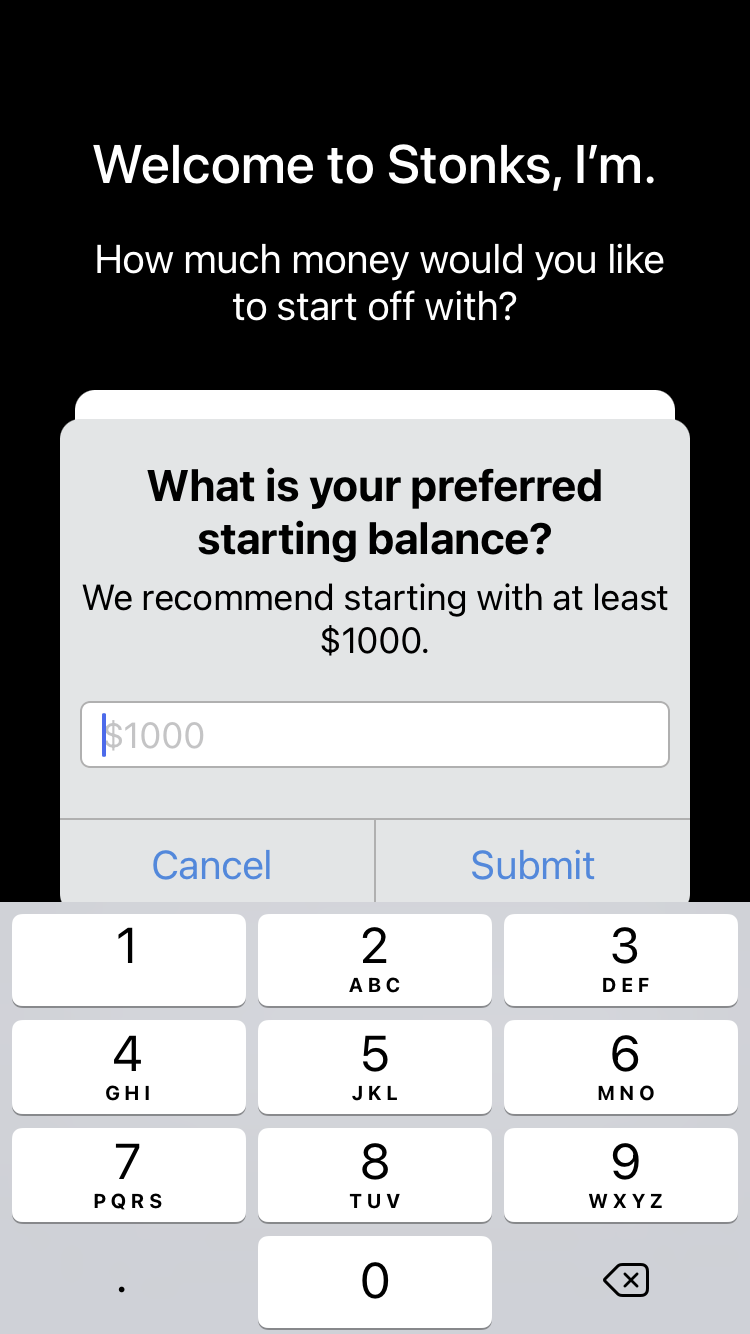 Welcome to Stonks, I’m.
How much money would you like
to start off with?
What is your preferred
starting balance?
We recommend starting with at least
$1000.
$1000
Cancel Submit
1 2 3
ABC DEF
4 5 6
GHI JKL MNO
7 8 9
PQRS TUV WXYZ
. 0